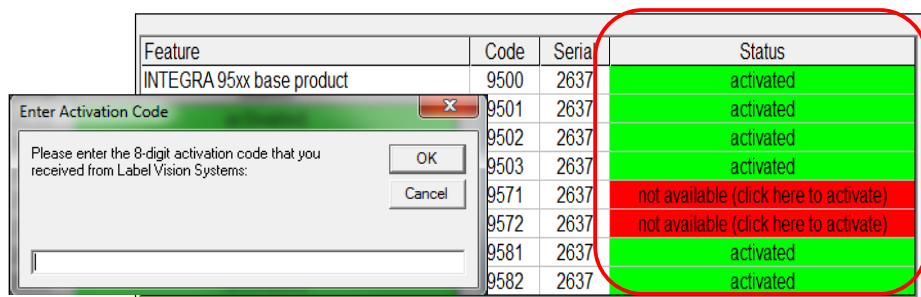 Feature Code Serial Status
INTEGRA 95xx base product 9500 2637 activated
9501 2637 activated
9502 2637 activated
9503 2637 activated
9571 2637 not available (click here to activate)
9572 2637 not available (click here to activate)
9581 2637 activated
9582 2637 activated
Enter Activation Code
Please enter the 8-digit activation code that you
received from Label Vision Systems:
OK
Cancel